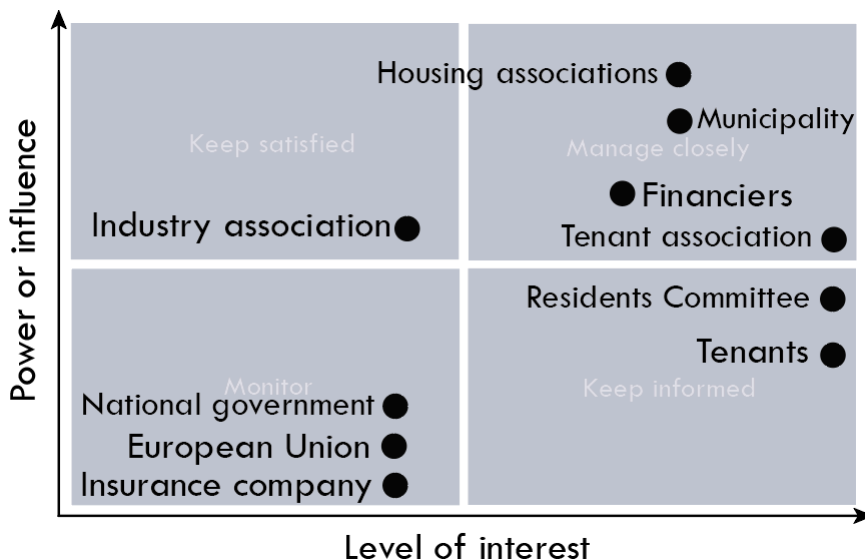 Housing associations
Municipality
Keep satisfied
Manage closely
Financiers
Industry association
Tenant association
Residents Committee
Tenants
Monitor
Keep informed
National government
European Union
Insurance company
Power or influence
Level of interest